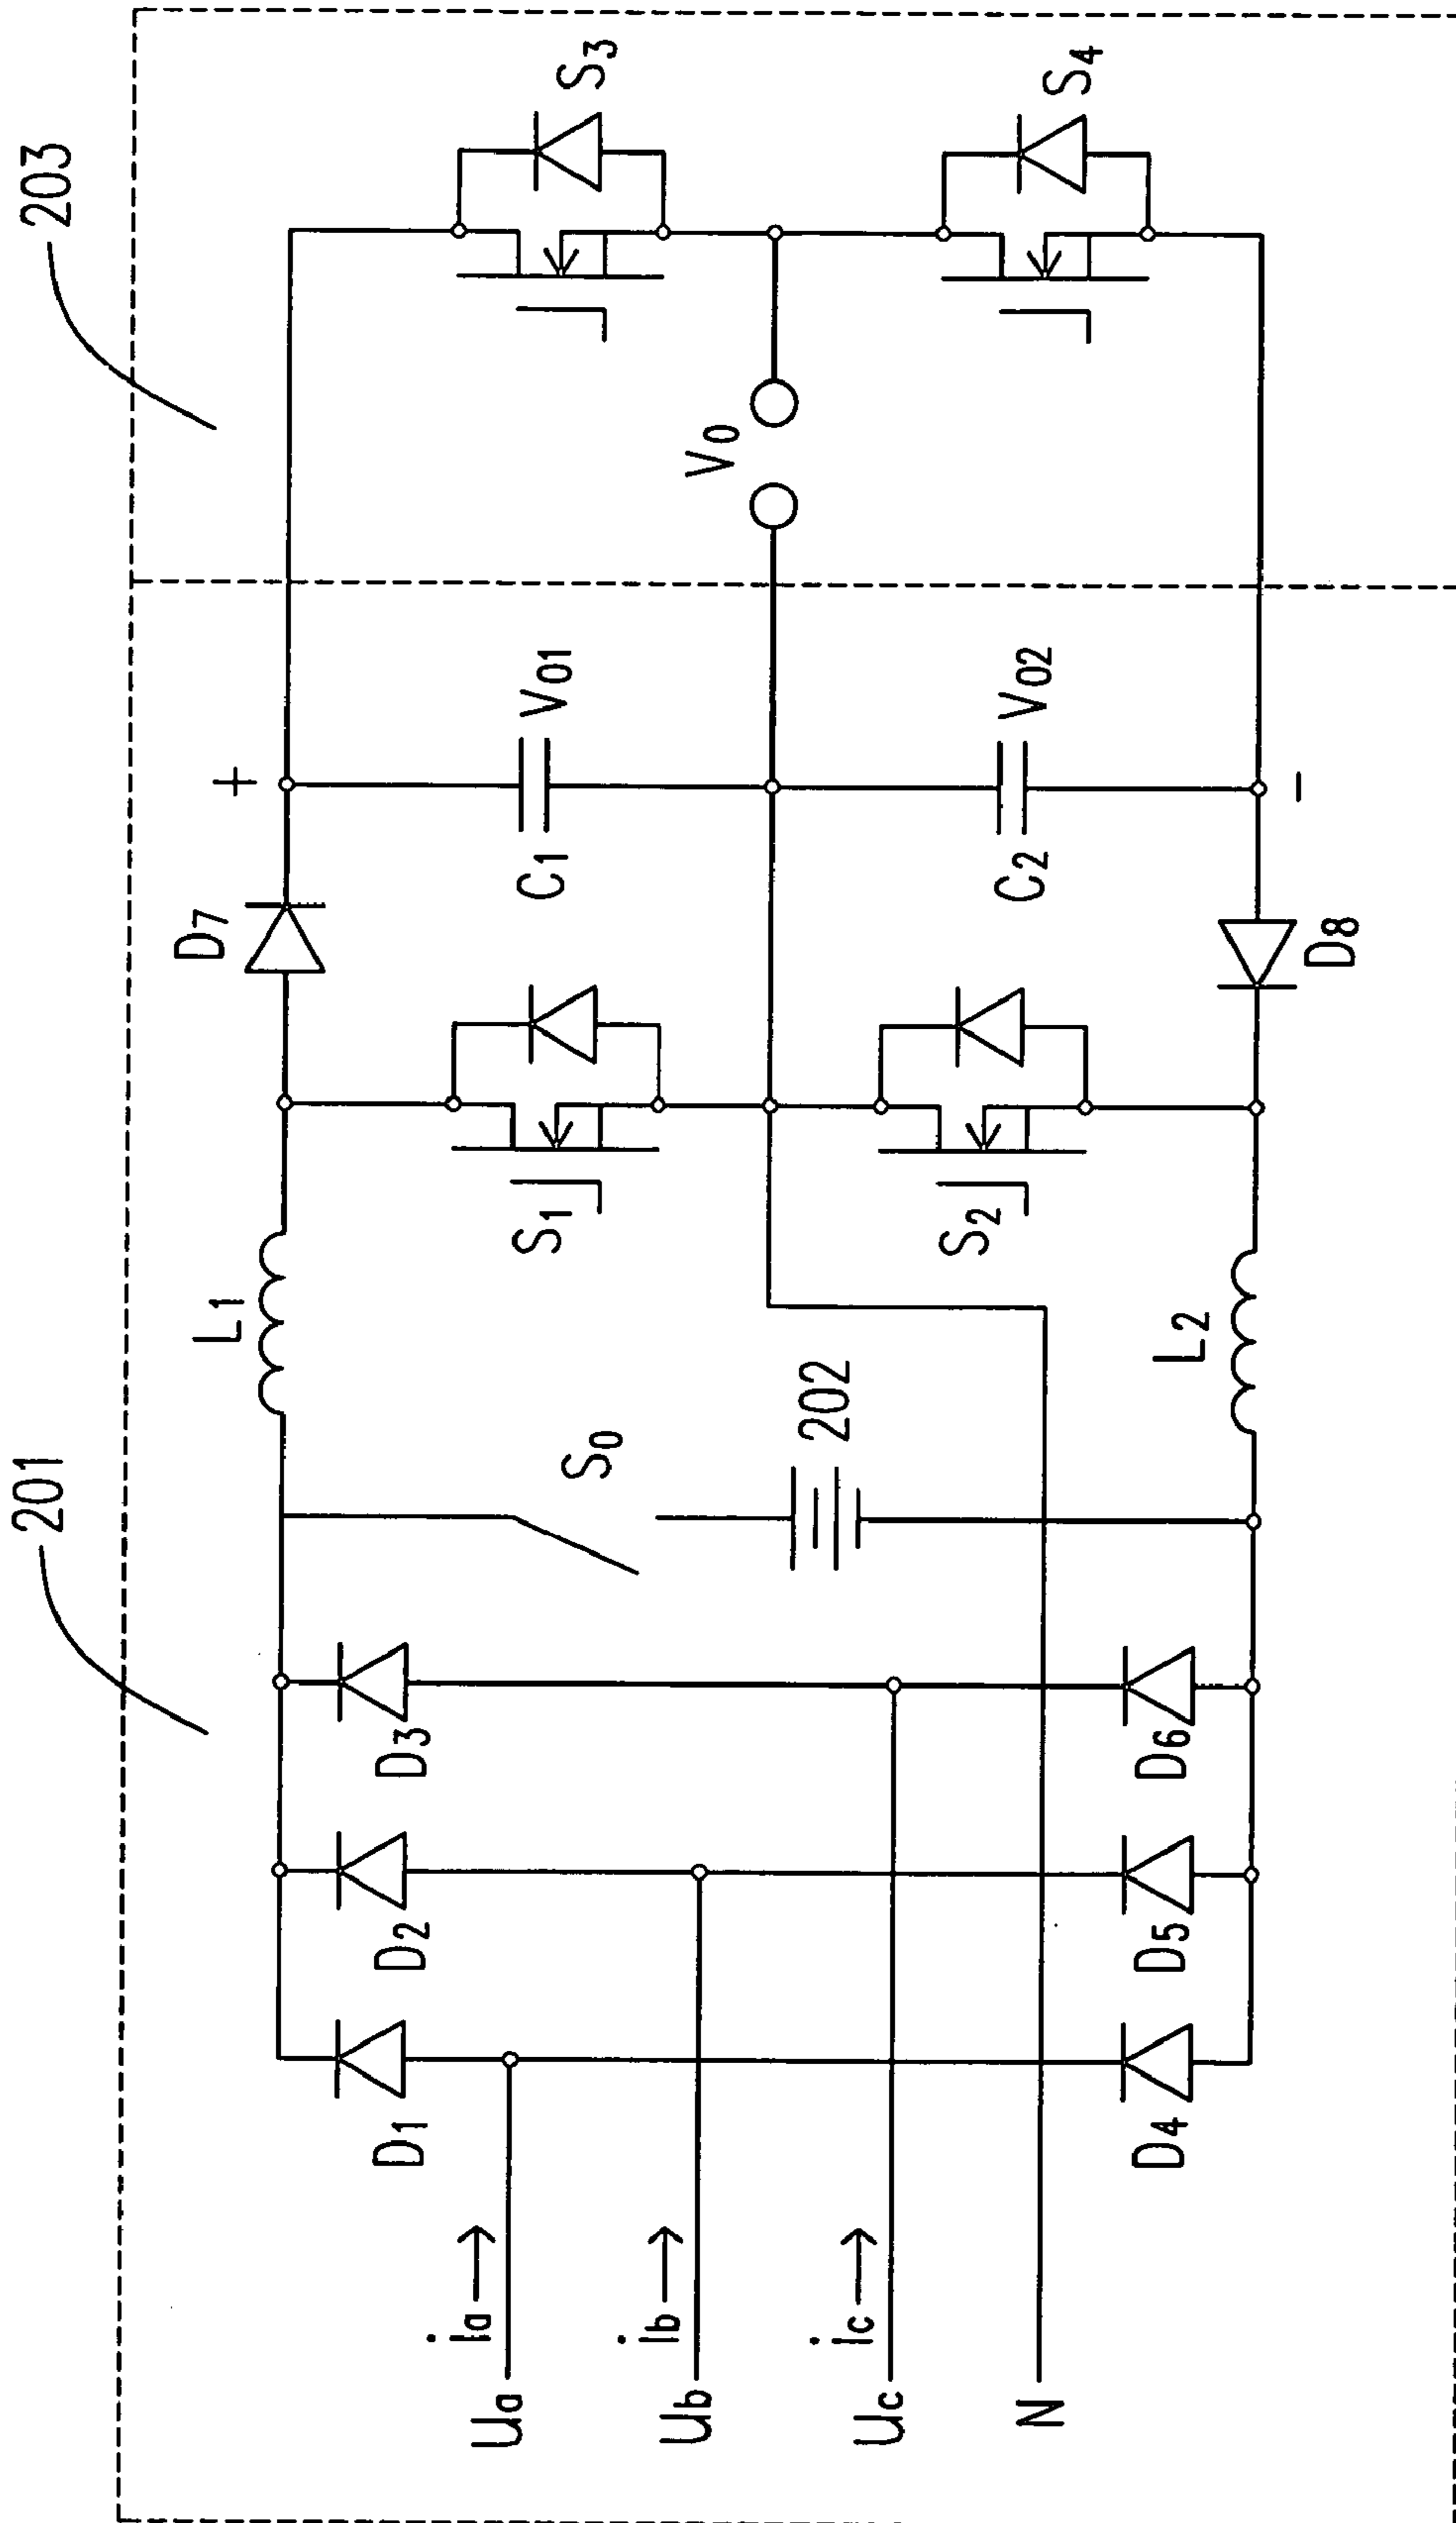 201
203
L1
D7
+
S3
D1
D2
D3
S0
S1
C1
V01
V0
ia
Ua
ib
Ub
ic
Uc
202
S2
C2
V02
S4
N
D4
D5
D6
L2
D8
-